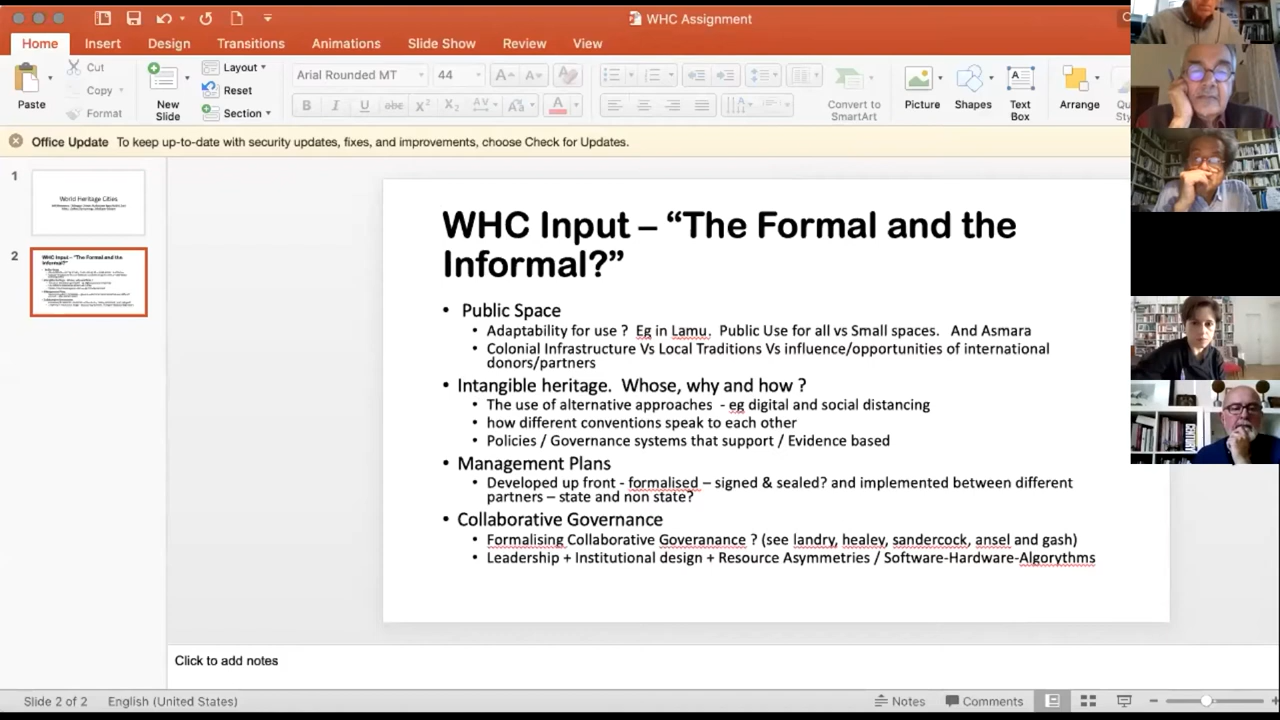 WHC Assignment
Home Insert Design Transitions Animations Slide Show Review View
Paste
Cut
Copy
Format
New
Slide
Layout
Reset
Section
Arial Rounded MT 44
B I U abc X² X₂ AV Aa A
Convert to
SmartArt
Picture
Shapes
Text
Box
Arrange
Office Update To keep up-to-date with security updates, fixes, and improvements, choose Check for Updates.
1
World Heritage Cities
2
WHC Input – “The Formal and the
Informal?”
WHC Input – “The Formal and the
Informal?”
• Public Space
• Adaptability for use ? Eg in Lamu. Public Use for all vs Small spaces. And Asmara
• Colonial Infrastructure Vs Local Traditions Vs influence/opportunities of international
donors/partners
• Intangible heritage. Whose, why and how ?
• The use of alternative approaches - eg digital and social distancing
• how different conventions speak to each other
• Policies / Governance systems that support / Evidence based
• Management Plans
• Developed up front - formalised – signed & sealed? and implemented between different
partners – state and non state?
• Collaborative Governance
• Formalising Collaborative Goveranance ? (see landry, healey, sandercock, ansel and gash)
• Leadership + Institutional design + Resource Asymmetries / Software-Hardware-Algorythms
Click to add notes
Slide 2 of 2 English (United States) Notes Comments